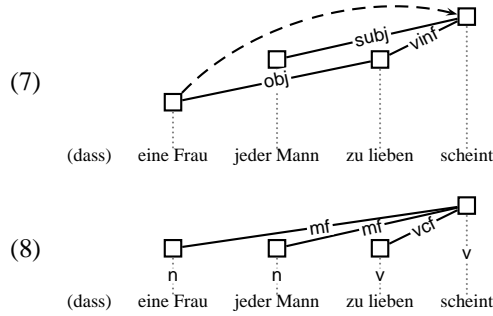 subj
vinf
obj
(7)
(dass) eine Frau jeder Mann zu lieben scheint
mf
mf
vcf
(8)
n n v v
(dass) eine Frau jeder Mann zu lieben scheint